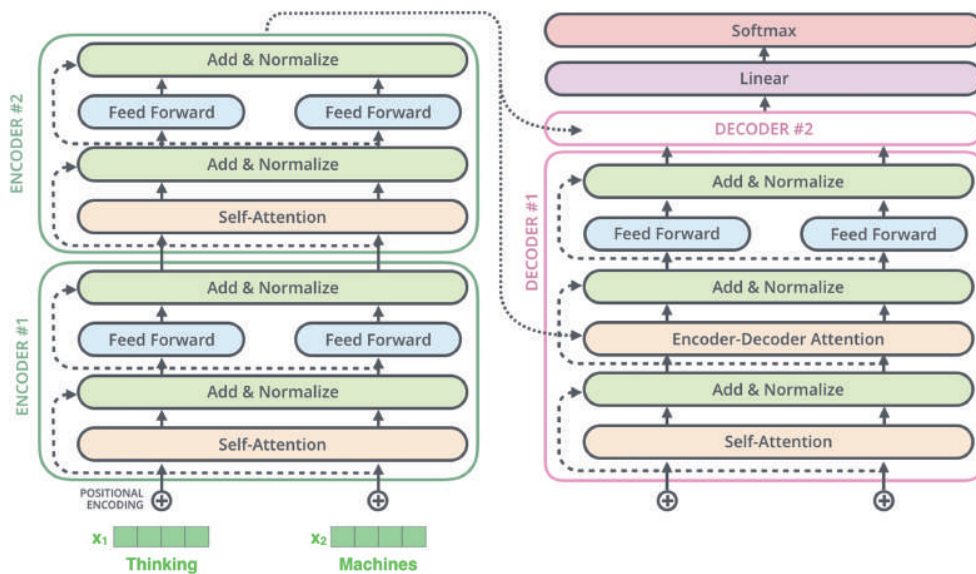 ENCODER #2
Add & Normalize
Feed Forward
Feed Forward
Add & Normalize
Self-Attention
ENCODER #1
Add & Normalize
Feed Forward
Feed Forward
Add & Normalize
Self-Attention
POSITIONAL
ENCODING
x1
x2
Thinking
Machines
Softmax
Linear
DECODER #2
DECODER #1
Add & Normalize
Feed Forward
Feed Forward
Add & Normalize
Encoder-Decoder Attention
Add & Normalize
Self-Attention